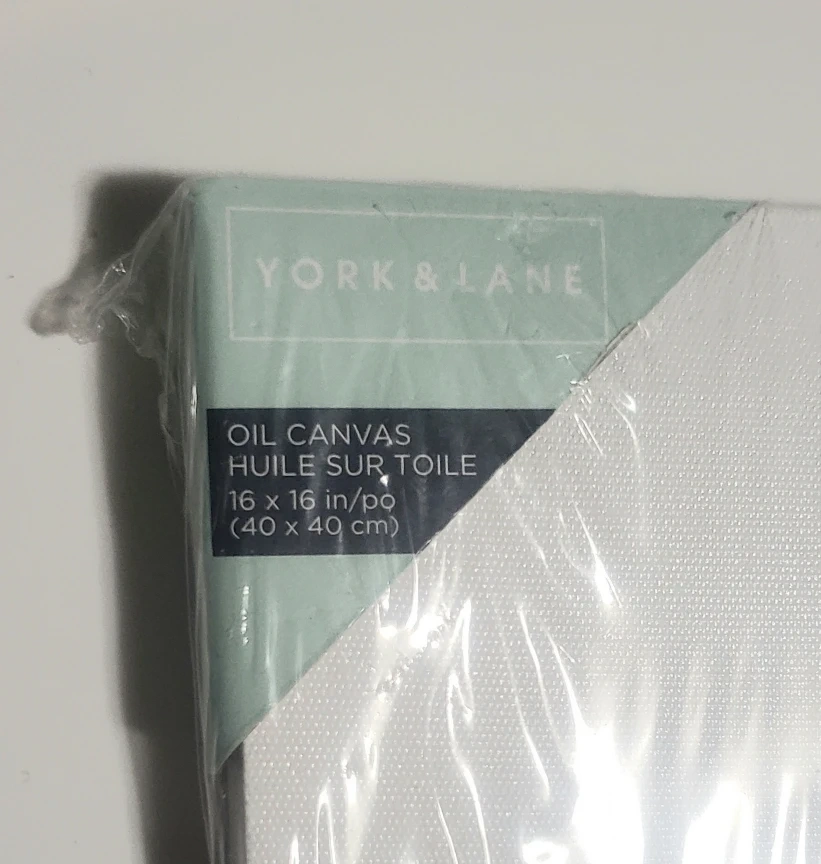 YORK & LANE
OIL CANVAS
HUILE SUR TOILE
16 x 16 in/po
(40 x 40 cm)